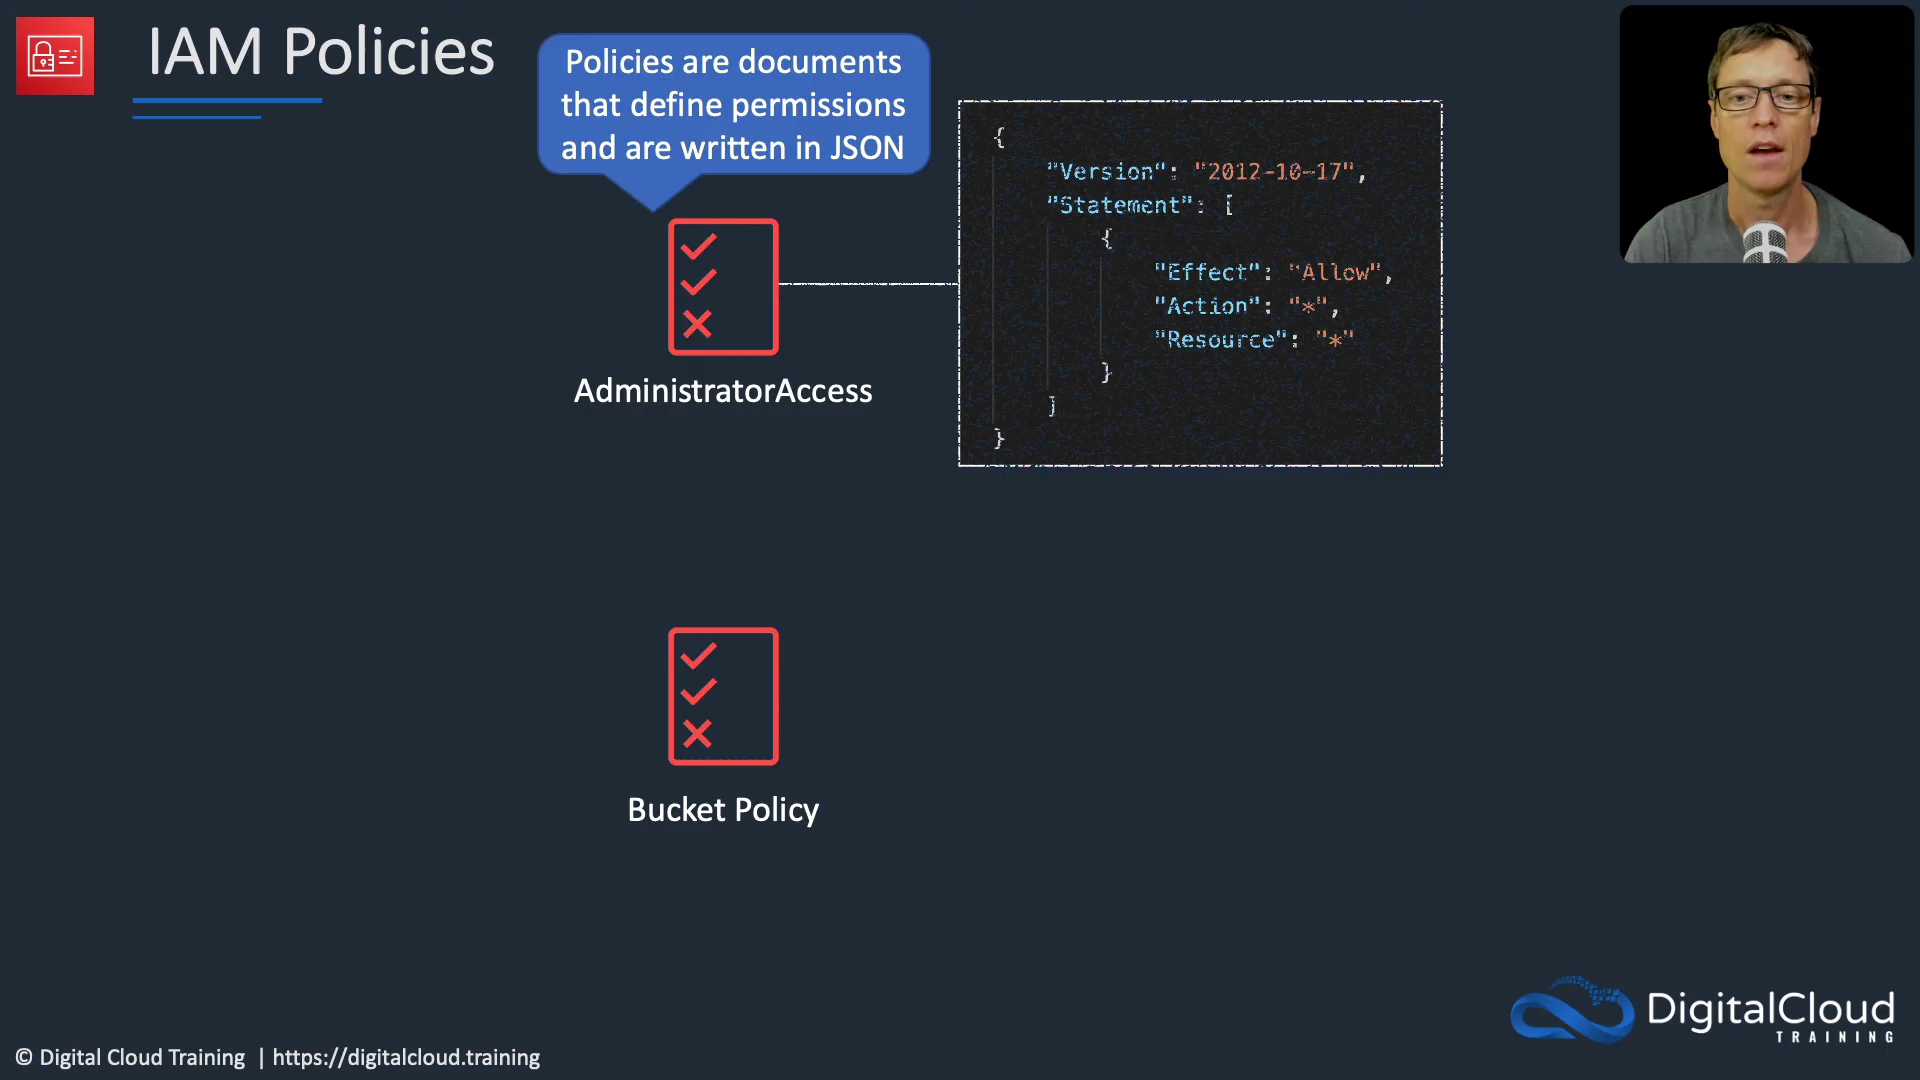 IAM Policies
Policies are documents
that define permissions
and are written in JSON
{
"Version": "2012-10-17",
"Statement": [
{
"Effect": "Allow",
"Action": "*",
"Resource": "*"
}
]
}
AdministratorAccess
Bucket Policy
DigitalCloud
TRAINING
© Digital Cloud Training | https://digitalcloud.training